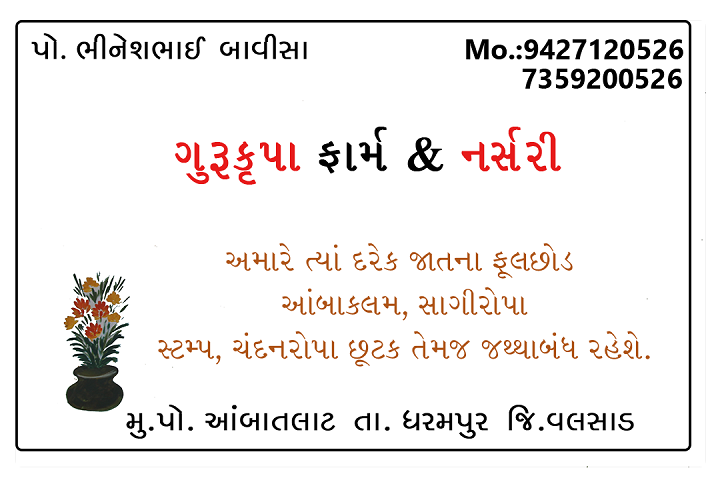 પો. ભીનેશભાઈ બાવીસા
Mo.:9427120526
7359200526
ગુરૂકૃપા ફાર્મ & નર્સરી
અમારે ત્યાં દરેક જાતના ફૂલછોડ
આંબાકલમ, સાગીરોપા
સ્ટમ્પ, ચંદનરોપા છૂટક તેમજ જથ્થાબંધ રહેશે.
મુ.પો. આંબાતલાટ તા. ધરમપુર જિ.વલસાડ